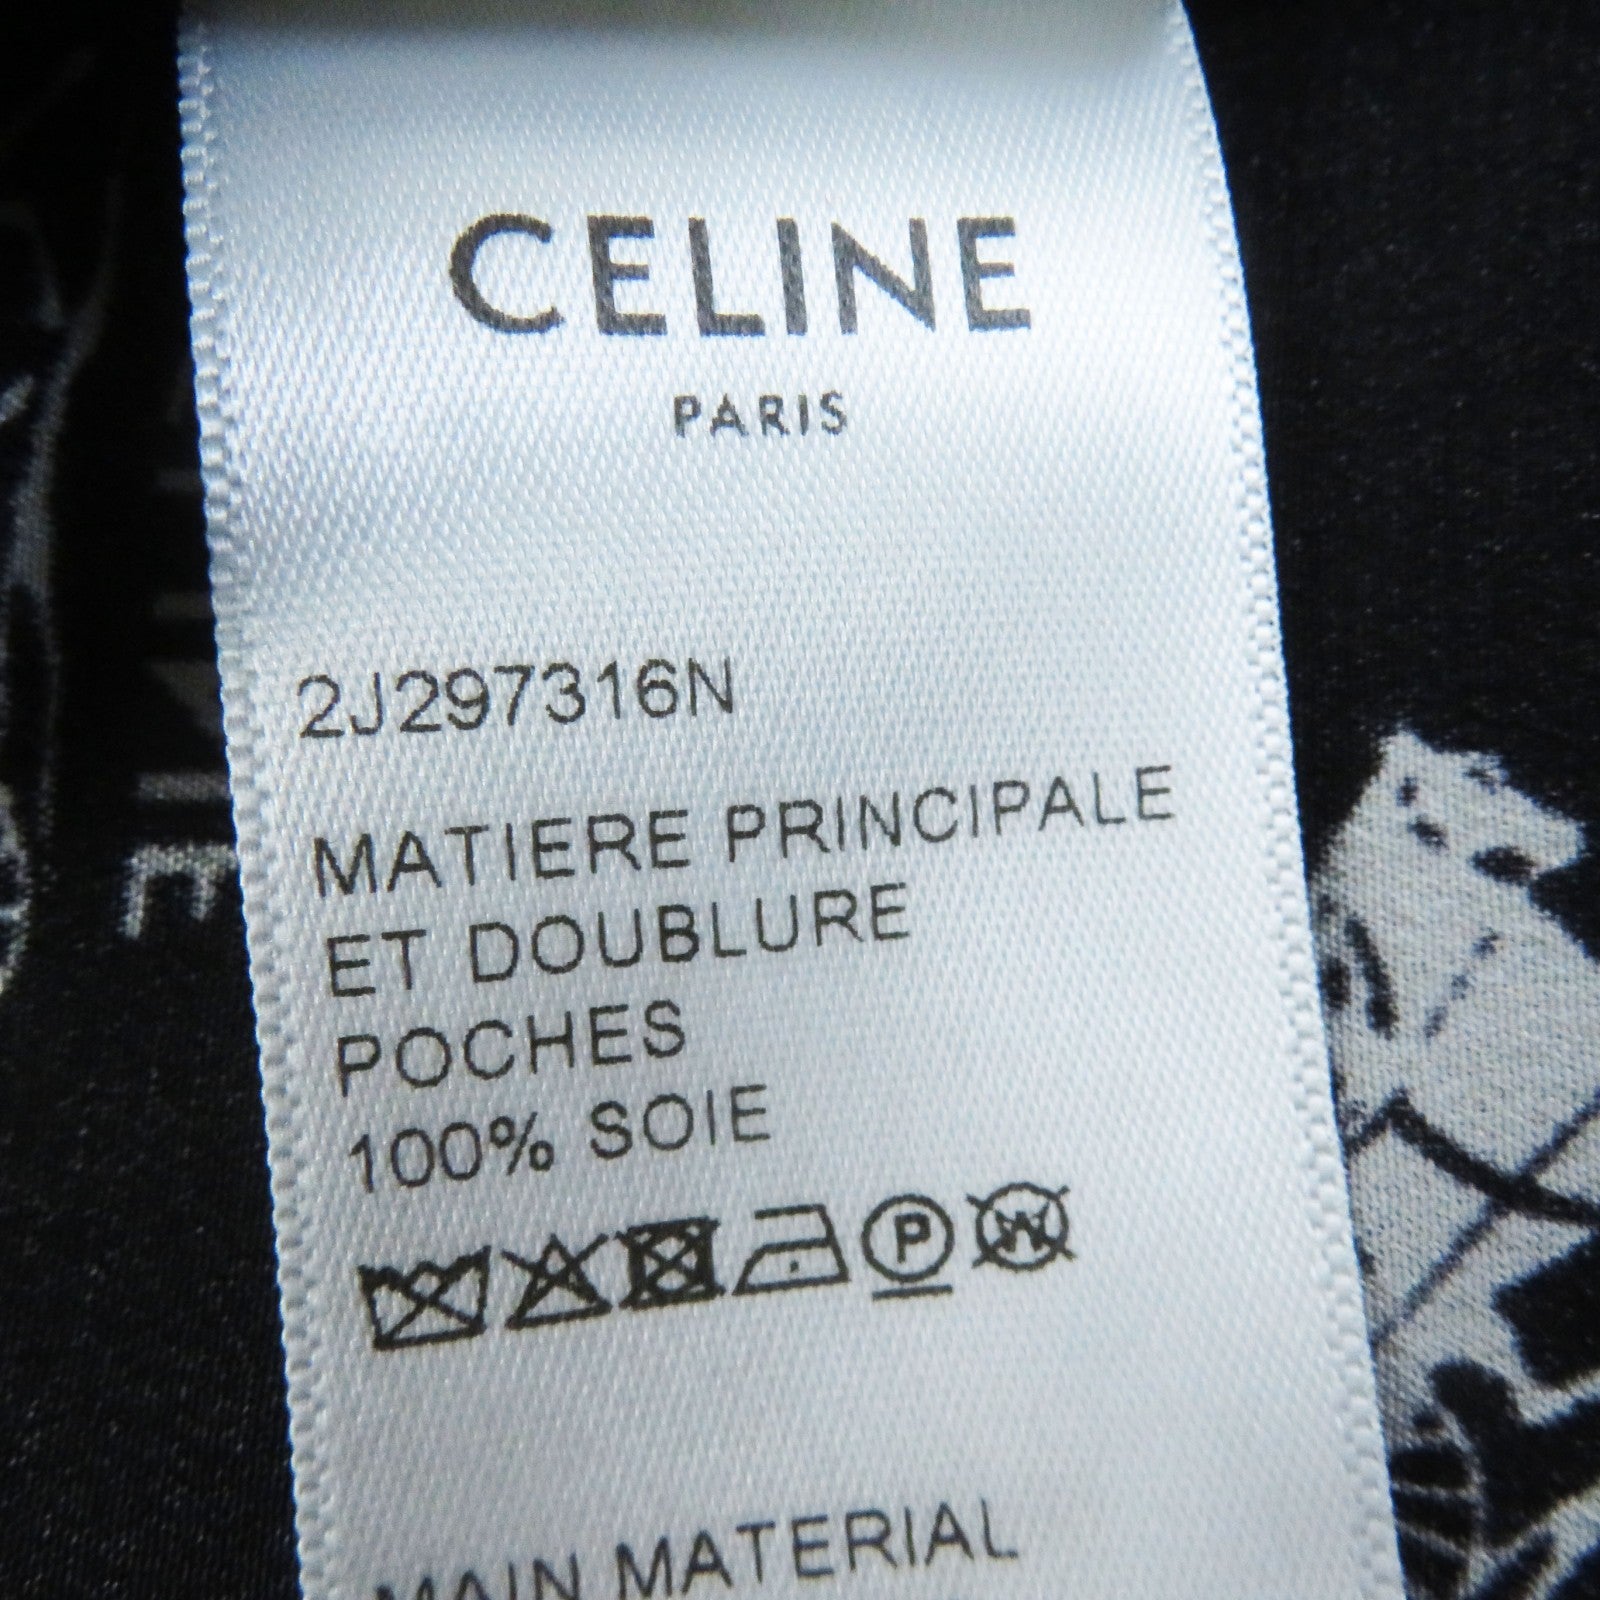 CELINE
PARIS
2J297316N
MATIERE PRINCIPALE
ET DOUBLURE
POCHES
100% SOIE
P W
MAIN MATERIAL